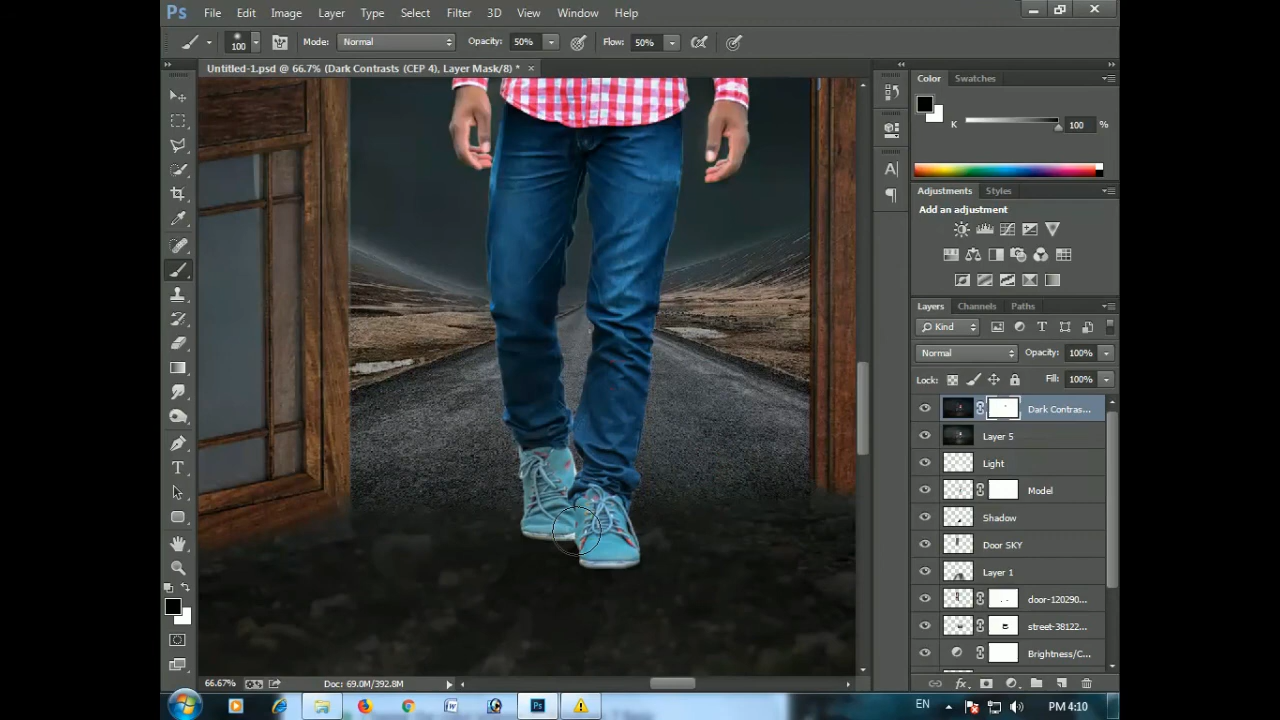 Ps File Edit Image Layer Type Select Filter 3D View Window Help
100 Mode: Normal Opacity: 50% Flow: 50%
Untitled-1.psd @ 66.7% (Dark Contrasts (CEP 4), Layer Mask/8) *
Color Swatches
K 100 %
Adjustments Styles
Add an adjustment
Layers Channels Paths
Kind
Normal Opacity: 100%
Lock: Fill: 100%
Dark Contras...
Layer 5
Light
Model
Shadow
Door SKY
Layer 1
door-120290...
street-38122...
Brightness/C...
66.67% Doc: 69.0M/392.8M
EN PM 4:10